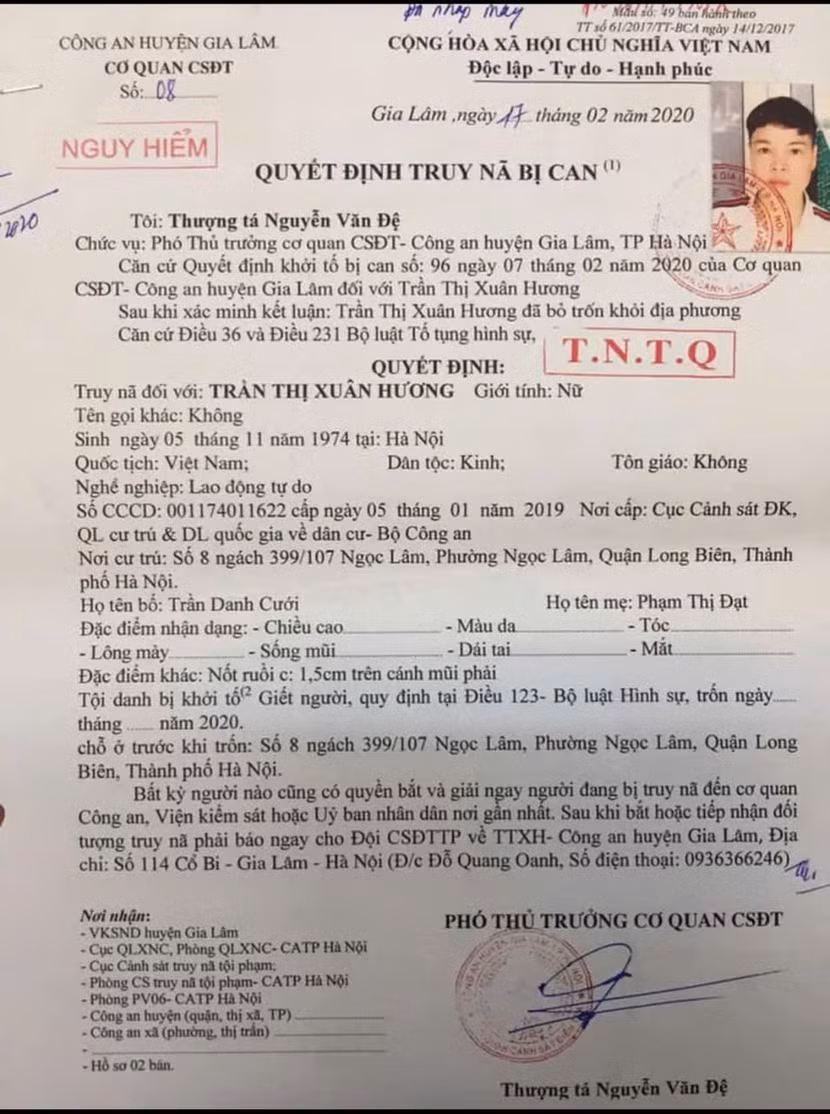 đã nhập máy
Mẫu số: 49 ban hành theo
TT số 61/2017/TT-BCA ngày 14/12/2017
CÔNG AN HUYỆN GIA LÂM
CƠ QUAN CSĐT
Số: 08
CỘNG HÒA XÃ HỘI CHỦ NGHĨA VIỆT NAM
Độc lập - Tự do - Hạnh phúc
Gia Lâm ,ngày 17 tháng 02 năm 2020
NGUY HIỂM
QUYẾT ĐỊNH TRUY NÃ BỊ CAN (1)
2020
Tôi: Thượng tá Nguyễn Văn Đệ
Chức vụ: Phó Thủ trưởng cơ quan CSĐT- Công an huyện Gia Lâm, TP Hà Nội
Căn cứ Quyết định khởi tố bị can số: 96 ngày 07 tháng 02 năm 2020 của Cơ quan
CSĐT- Công an huyện Gia Lâm đối với Trần Thị Xuân Hương
Sau khi xác minh kết luận: Trần Thị Xuân Hương đã bỏ trốn khỏi địa phương
Căn cứ Điều 36 và Điều 231 Bộ luật Tố tụng hình sự,
T.N.T.Q
QUYẾT ĐỊNH:
Truy nã đối với: TRẦN THỊ XUÂN HƯƠNG Giới tính: Nữ
Tên gọi khác: Không
Sinh ngày 05 tháng 11 năm 1974 tại: Hà Nội
Quốc tịch: Việt Nam; Dân tộc: Kinh; Tôn giáo: Không
Nghề nghiệp: Lao động tự do
Số CCCD: 001174011622 cấp ngày 05 tháng 01 năm 2019 Nơi cấp: Cục Cảnh sát ĐK,
QL cư trú & DL quốc gia về dân cư- Bộ Công an
Nơi cư trú: Số 8 ngách 399/107 Ngọc Lâm, Phường Ngọc Lâm, Quận Long Biên, Thành
phố Hà Nội.
Họ tên bố: Trần Danh Cưới Họ tên mẹ: Phạm Thị Đạt
Đặc điểm nhận dạng: - Chiều cao - Màu da - Tóc
- Lông mày - Sống mũi - Dái tai - Mắt
Đặc điểm khác: Nốt ruồi c: 1,5cm trên cánh mũi phải
Tội danh bị khởi tố(2 Giết người, quy định tại Điều 123- Bộ luật Hình sự, trốn ngày
tháng ...... năm 2020.
chỗ ở trước khi trốn: Số 8 ngách 399/107 Ngọc Lâm, Phường Ngọc Lâm, Quận Long
Biên, Thành phố Hà Nội.
Bất kỳ người nào cũng có quyền bắt và giải ngay người đang bị truy nã đến cơ quan
Công an, Viện kiểm sát hoặc Uỷ ban nhân dân nơi gần nhất. Sau khi bắt hoặc tiếp nhận đối
tượng truy nã phải báo ngay cho Đội CSĐTTP về TTXH- Công an huyện Gia Lâm, Địa
chỉ: Số 114 Cổ Bi - Gia Lâm - Hà Nội (Đ/c Đỗ Quang Oanh, Số điện thoại: 0936366246)
Nơi nhận:
- VKSND huyện Gia Lâm
- Cục QLXNC, Phòng QLXNC- CATP Hà Nội
- Cục Cảnh sát truy nã tội phạm;
- Phòng CS truy nã tội phạm- CATP Hà Nội
- Phòng PV06- CATP Hà Nội
- Công an huyện (quận, thị xã, TP)
- Công an xã (phường, thị trấn)
-
- Hồ sơ 02 bản.
PHÓ THỦ TRƯỞNG CƠ QUAN CSĐT
Thượng tá Nguyễn Văn Đệ